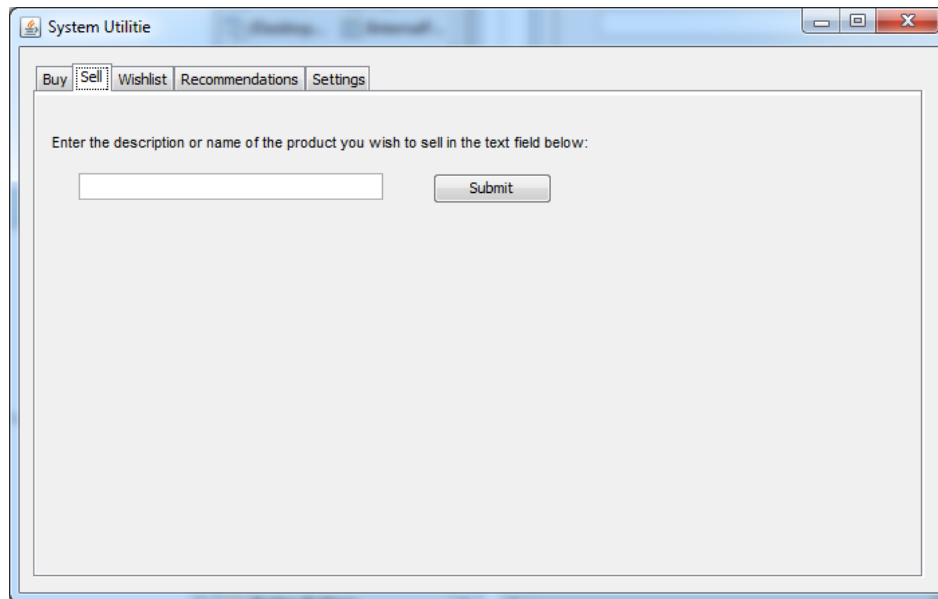 System Utilitie
Buy Sell Wishlist Recommendations Settings
Enter the description or name of the product you wish to sell in the text field below:
Submit